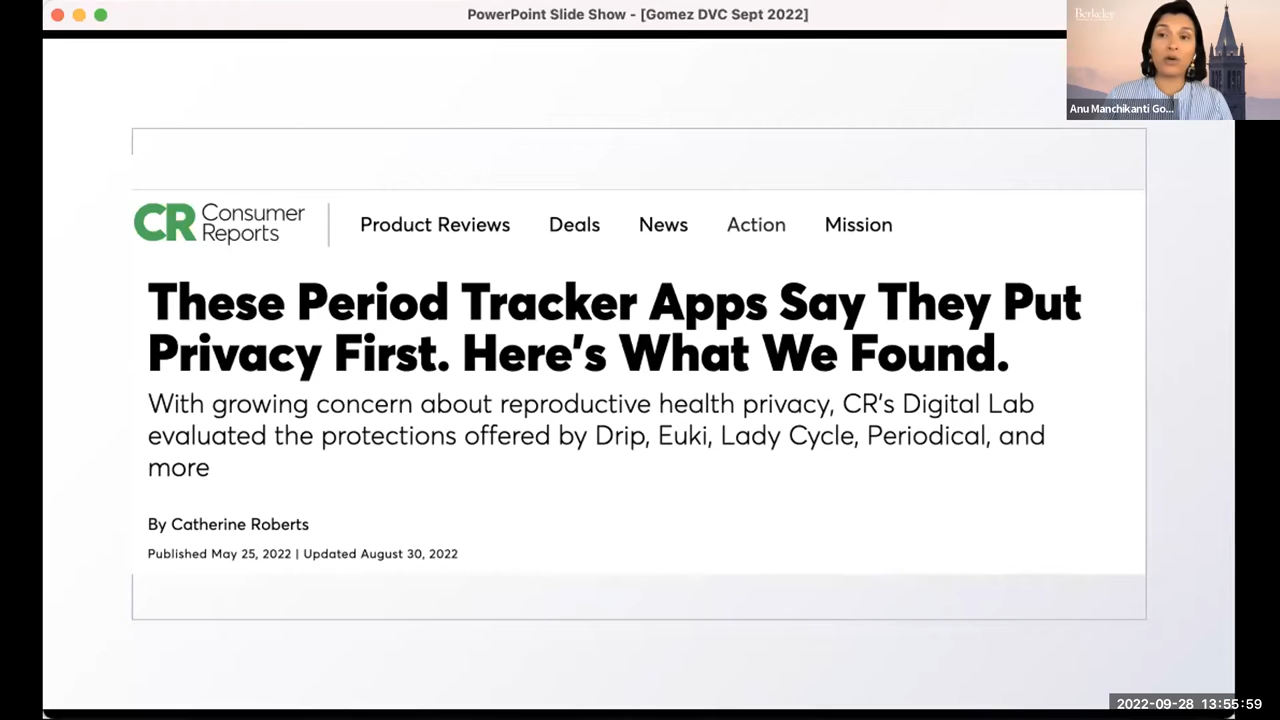 PowerPoint Slide Show - [Gomez DVC Sept 2022]
Berkeley
Anu Manchikanti Go...
CR Consumer
Reports
Product Reviews Deals News Action Mission
These Period Tracker Apps Say They Put
Privacy First. Here's What We Found.
With growing concern about reproductive health privacy, CR's Digital Lab
evaluated the protections offered by Drip, Euki, Lady Cycle, Periodical, and
more
By Catherine Roberts
Published May 25, 2022 | Updated August 30, 2022
2022-09-28 13:55:59